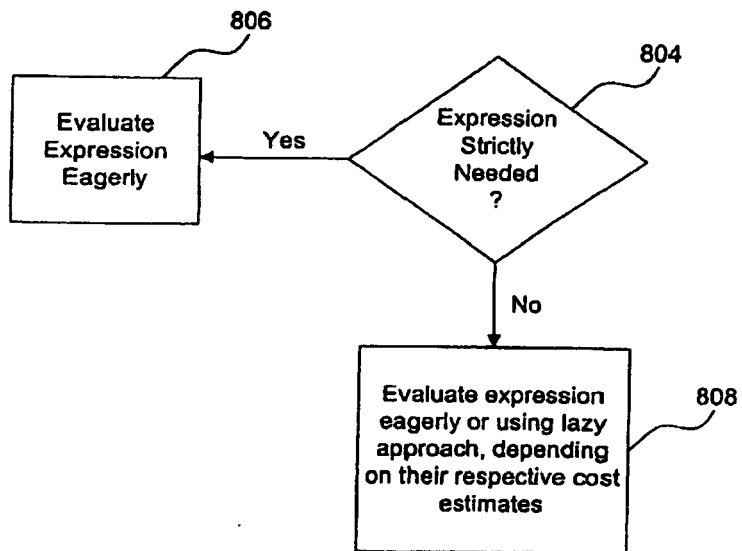 806
804
Evaluate
Expression
Eagerly
Yes
Expression
Strictly
Needed
?
No
Evaluate expression
eagerly or using lazy
approach, depending
on their respective cost
estimates
808